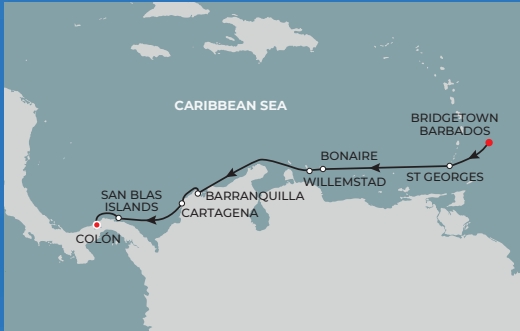 CARIBBEAN SEA
BRIDGETOWN
BARBADOS
BONAIRE
WILLEMSTAD
ST GEORGES
SAN BLAS
ISLANDS
BARRANQUILLA
CARTAGENA
COLÓN